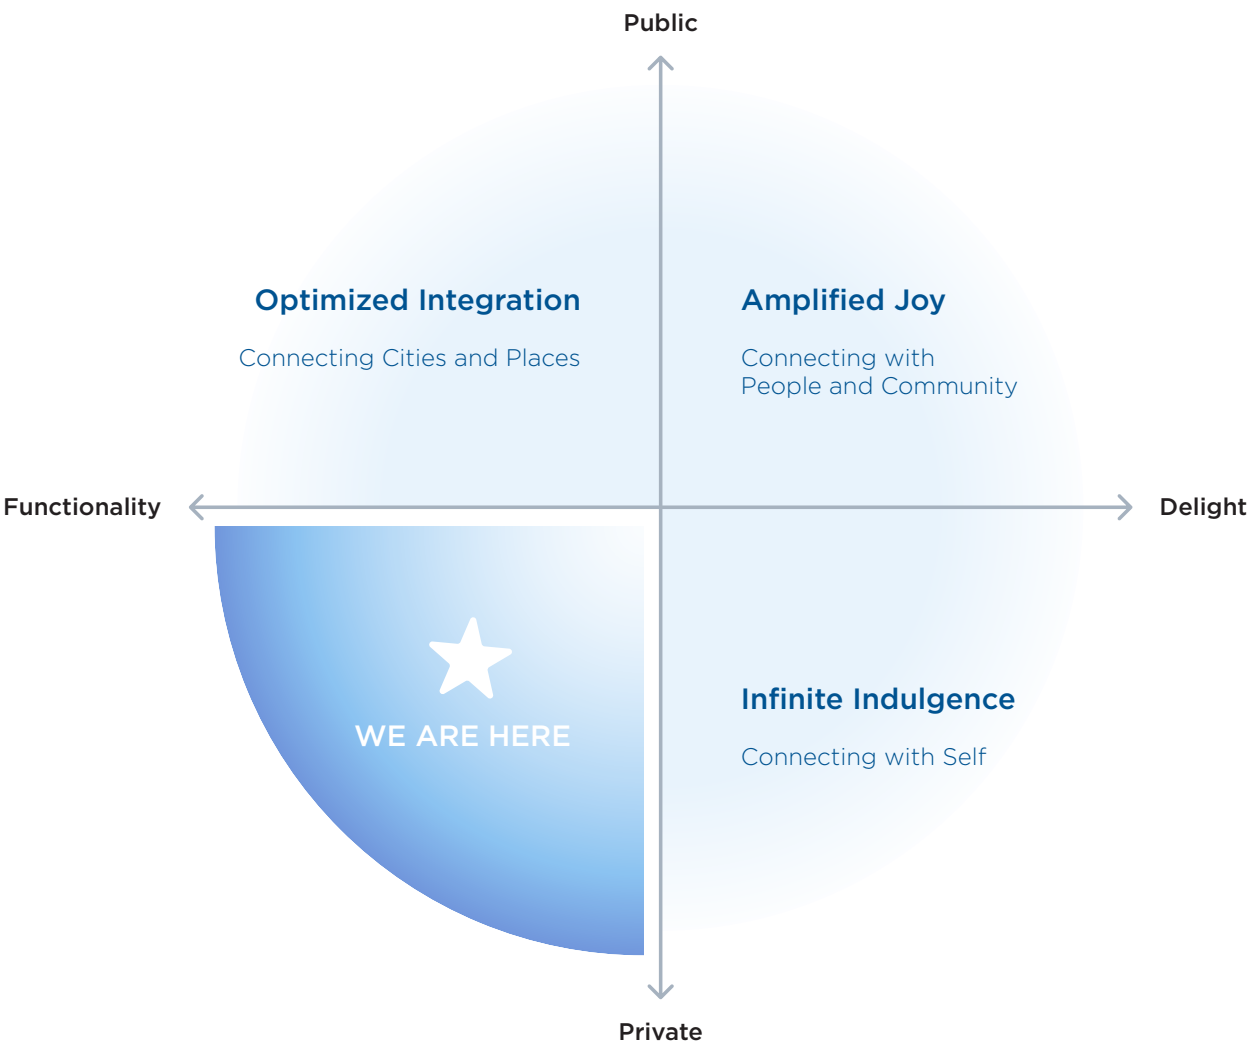 Public
Optimized Integration
Connecting Cities and Places
Amplified Joy
Connecting with
People and Community
Functionality
Delight
WE ARE HERE
Infinite Indulgence
Connecting with Self
Private